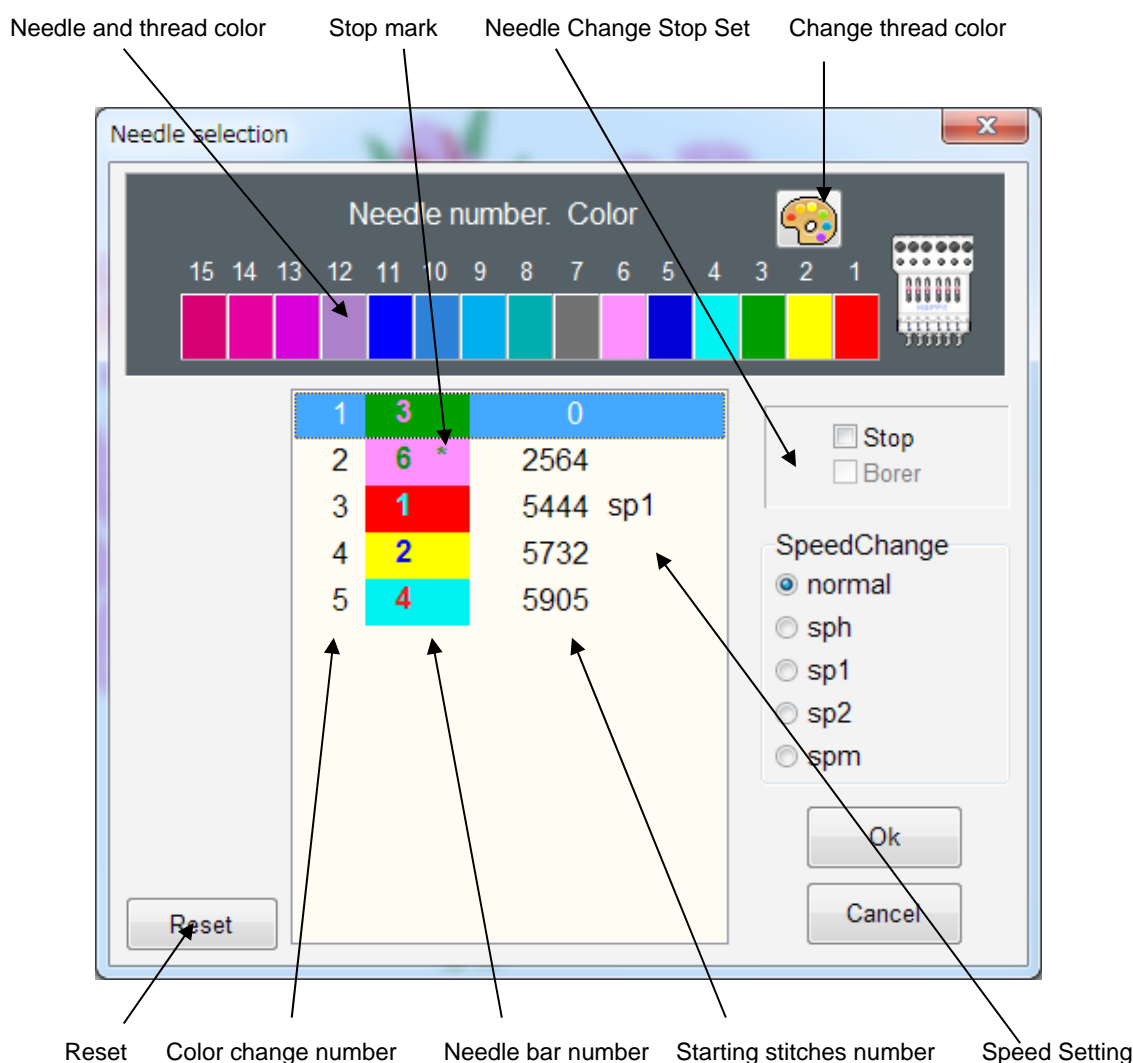 Needle and thread color Stop mark Needle Change Stop Set Change thread color
Needle selection
Needle number. Color
15 14 13 12 11 10 9 8 7 6 5 4 3 2 1
1 3 0
2 6 * 2564
3 1 5444 sp1
4 2 5732
5 4 5905
Stop
Borer
SpeedChange
normal
sph
sp1
sp2
spm
Ok
Cancel
Reset
Reset Color change number Needle bar number Starting stitches number Speed Setting